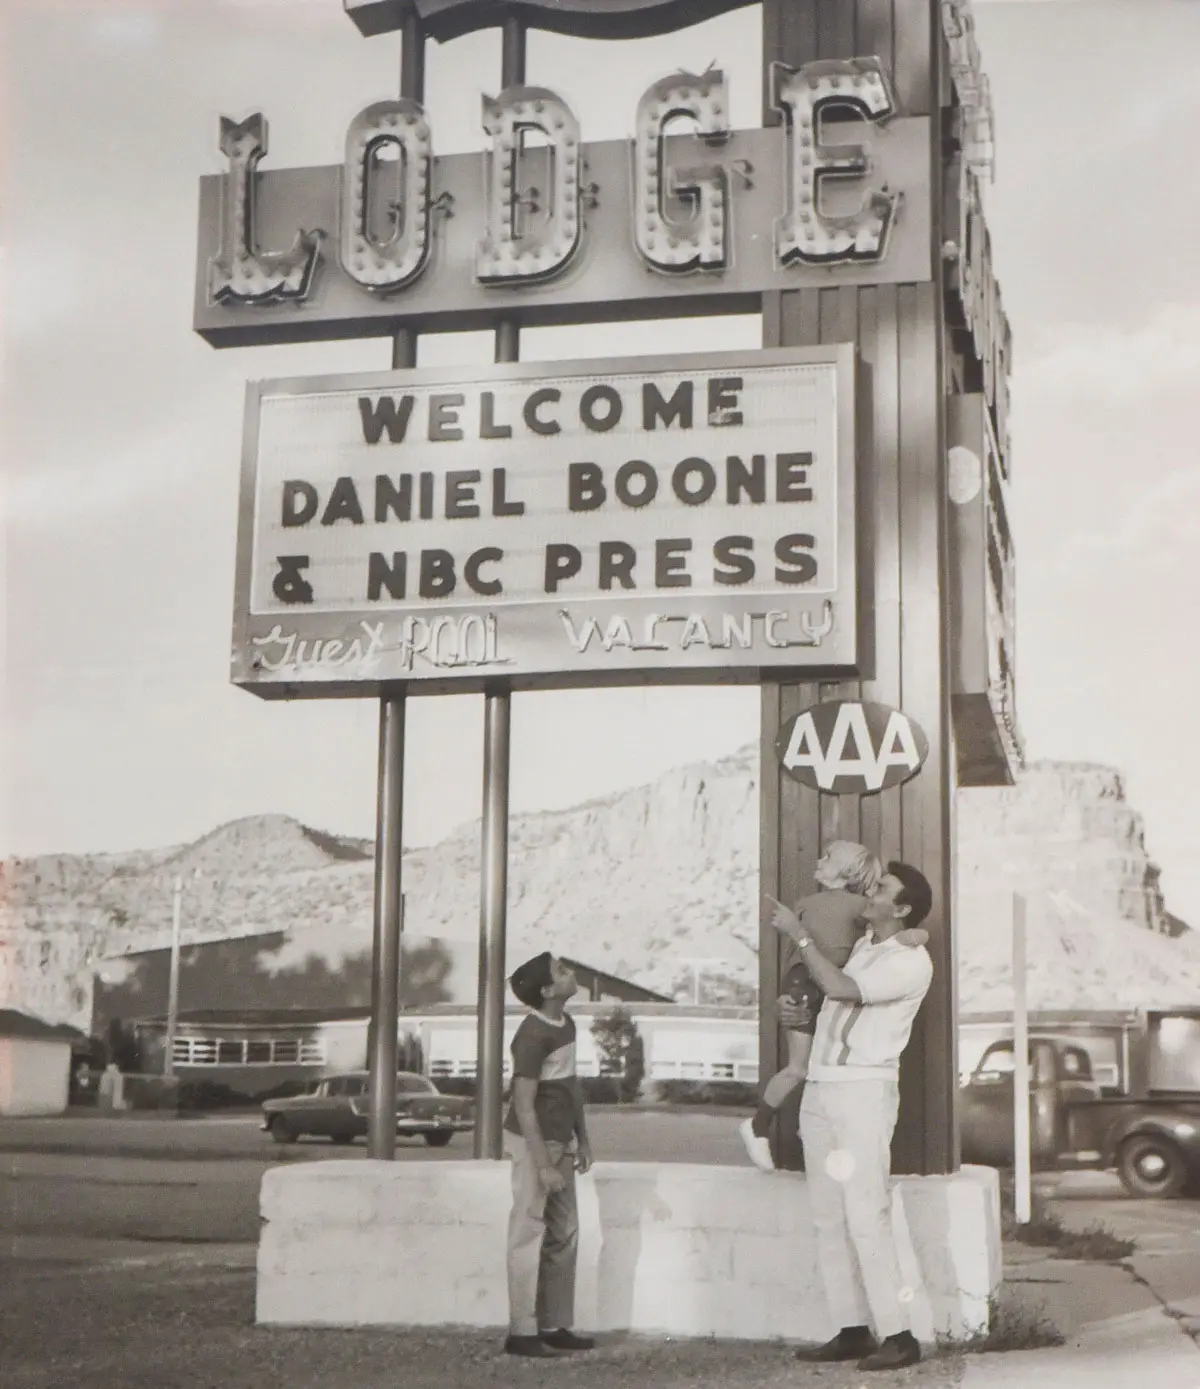 LODGE
WELCOME
DANIEL BOONE
& NBC PRESS
Guest POOL VACANCY
AAA